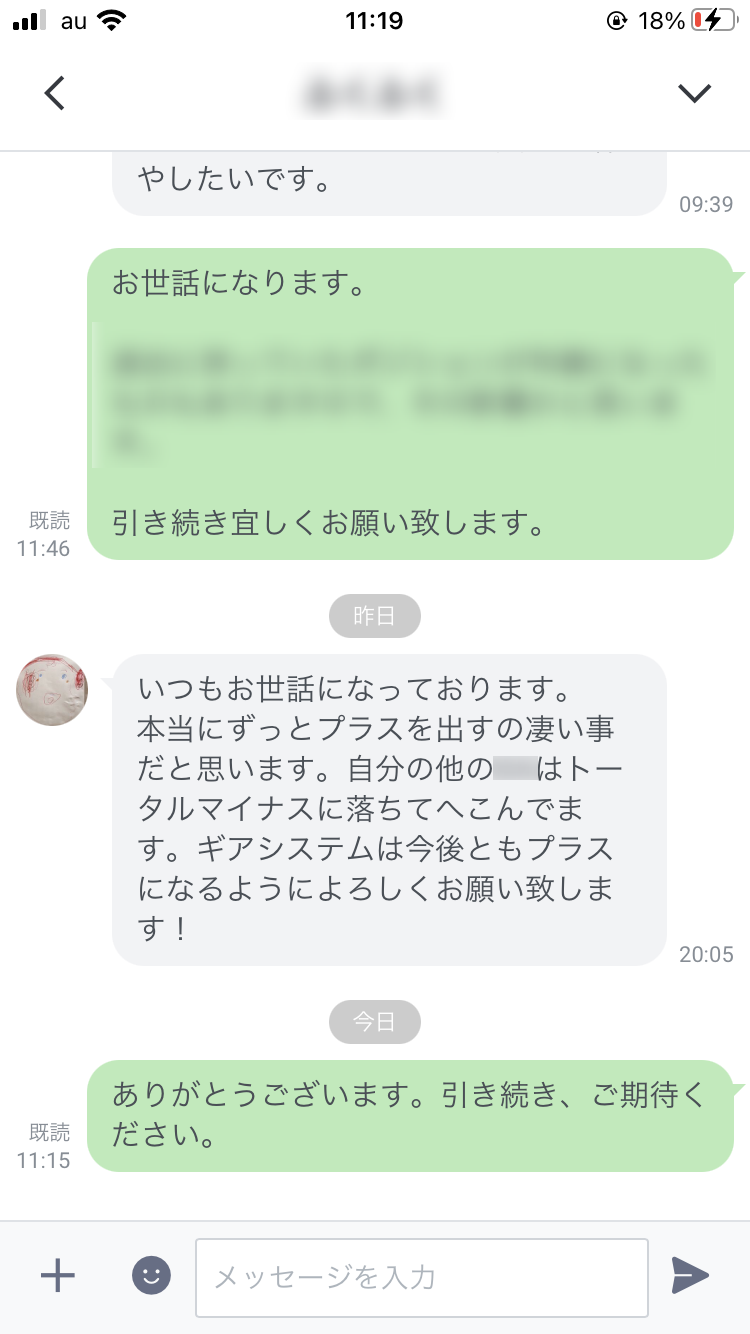 au
11:19
18%
やしたいです。
09:39
お世話になります。
引き続き宜しくお願い致します。
既読
11:46
昨日
いつもお世話になっております。
本当にずっとプラスを出すの凄い事
だと思います。自分の他の はトー
タルマイナスに落ちてへこんでま
す。ギアシステムは今後ともプラス
になるようによろしくお願い致しま
す！
20:05
今日
ありがとうございます。引き続き、ご期待く
ださい。
既読
11:15
メッセージを入力